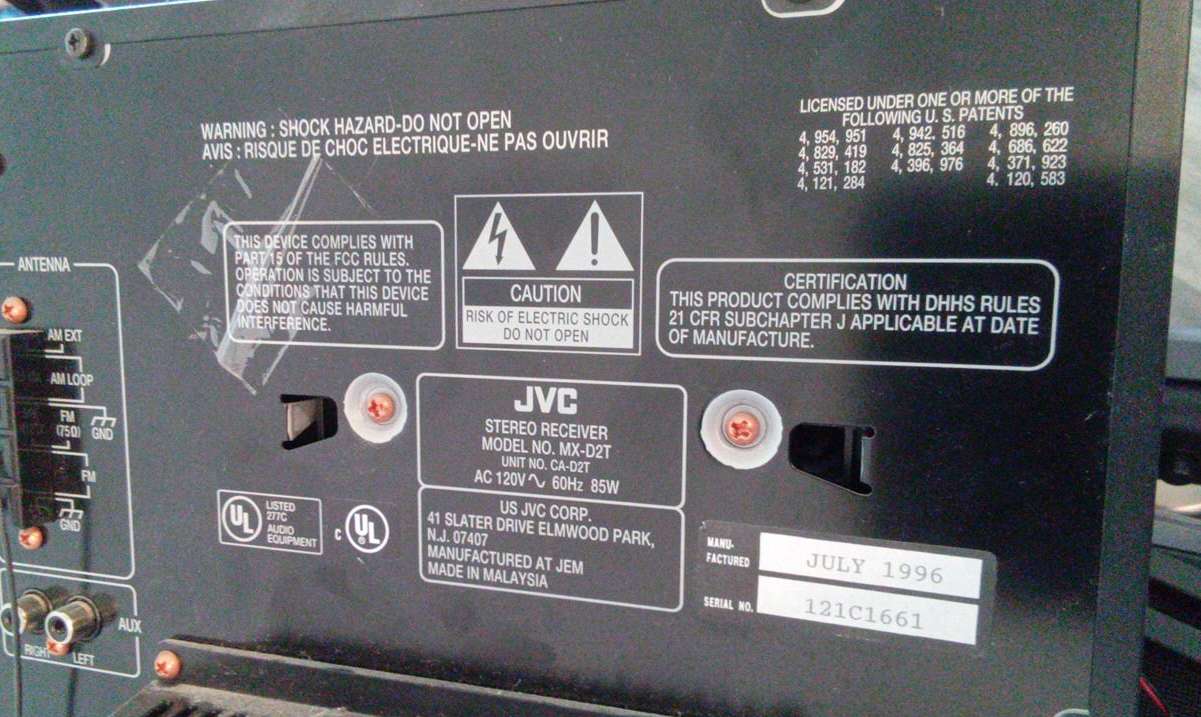 WARNING : SHOCK HAZARD-DO NOT OPEN
AVIS : RISQUE DE CHOC ELECTRIQUE-NE PAS OUVRIR
LICENSED UNDER ONE OR MORE OF THE
FOLLOWING U. S. PATENTS
4, 954, 951 4, 942, 516 4, 896, 260
4, 829, 419 4, 825, 364 4, 686, 622
4, 531, 182 4, 396, 976 4, 371, 923
4, 121, 284 4. 120, 583
THIS DEVICE COMPLIES WITH
PART 15 OF THE FCC RULES.
OPERATION IS SUBJECT TO THE
CONDITIONS THAT THIS DEVICE
DOES NOT CAUSE HARMFUL
INTERFERENCE.
CAUTION
RISK OF ELECTRIC SHOCK
DO NOT OPEN
CERTIFICATION
THIS PRODUCT COMPLIES WITH DHHS RULES
21 CFR SUBCHAPTER J APPLICABLE AT DATE
OF MANUFACTURE.
ANTENNA
AM EXT
AM LOOP
FM
(75Ω)
GND
FM
GND
JVC
STEREO RECEIVER
MODEL NO. MX-D2T
UNIT NO. CA-D2T
AC 120V∿ 60Hz 85W
UL
LISTED
277C
AUDIO
EQUIPMENT
C UL
US JVC CORP.
41 SLATER DRIVE ELMWOOD PARK,
N.J. 07407
MANUFACTURED AT JEM
MADE IN MALAYSIA
MANU-
FACTURED
JULY 1996
SERIAL NO.
121C1661
AUX
RIGHT LEFT